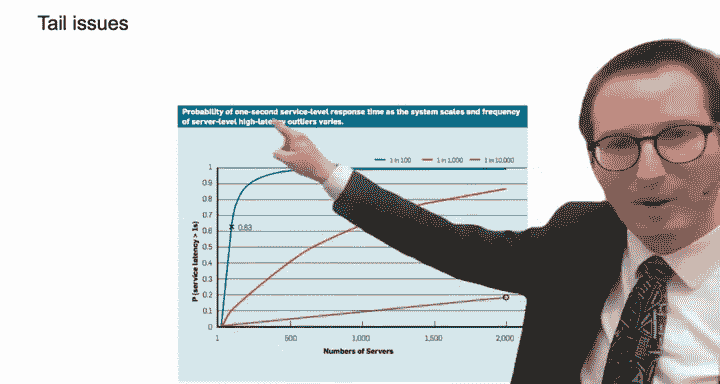 Tail issues
Probability of one-second service-level response time as the system scales and frequency
of server-level high-latency outliers varies.
1 in 100 1 in 1,000 1 in 10,000
1
0.9
0.8
0.7
0.6
0.5
0.4
0.3
0.2
0.1
0
P (service latency > 1s)
0.63
1 500 1,000 1,500 2,000
Numbers of Servers